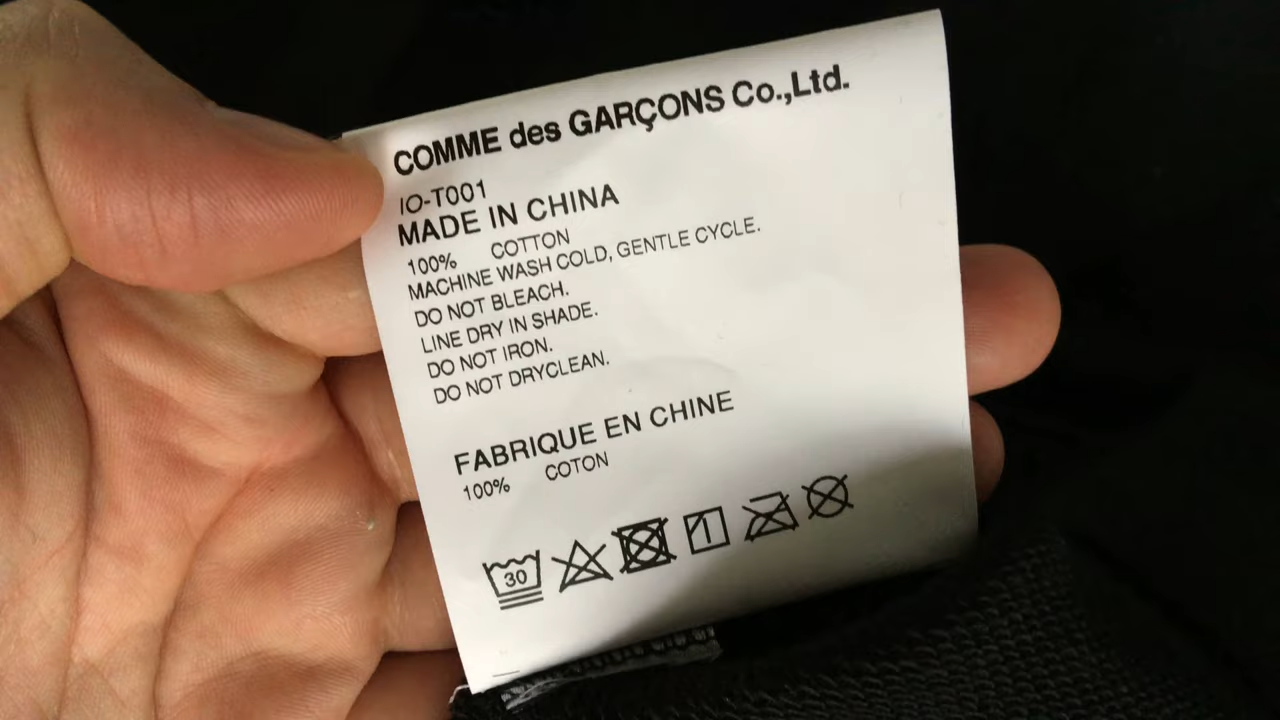 COMME des GARÇONS Co.,Ltd.
IO-T001
MADE IN CHINA
100% COTTON
MACHINE WASH COLD, GENTLE CYCLE.
DO NOT BLEACH.
LINE DRY IN SHADE.
DO NOT IRON.
DO NOT DRYCLEAN.
FABRIQUE EN CHINE
100% COTON
30